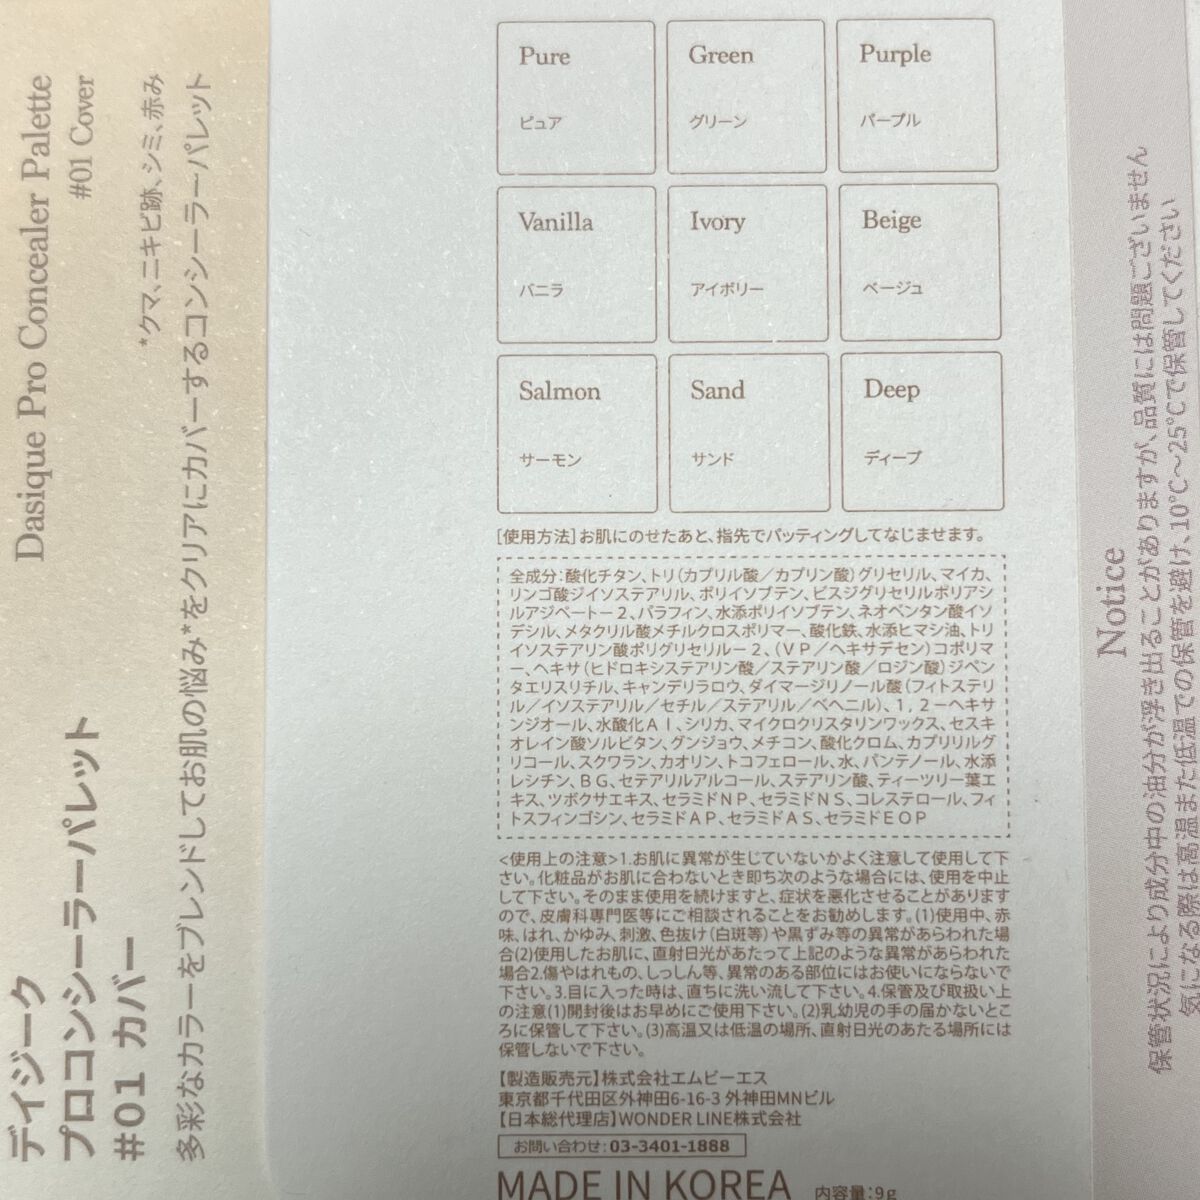 Dasique Pro Concealer Palette
#01 Cover
デイジーク
プロコンシーラーパレット
#01 カバー
*クマ、ニキビ跡、シミ、赤み
多彩なカラーをブレンドしてお肌の悩み*をクリアにカバーするコンシーラーパレット
Pure
ピュア
Green
グリーン
Purple
パープル
Vanilla
バニラ
Ivory
アイボリー
Beige
ベージュ
Salmon
サーモン
Sand
サンド
Deep
ディープ
[使用方法]お肌にのせたあと、指先でパッティングしてなじませます。
全成分:酸化チタン、トリ(カプリル酸/カプリン酸)グリセリル、マイカ、
リンゴ酸ジイソステアリル、ポリイソブテン、ビスジグリセリルポリアシ
ルアジペート-2、パラフィン、水添ポリイソブテン、ネオペンタン酸イソ
デシル、メタクリル酸メチルクロスポリマー、酸化鉄、水添ヒマシ油、トリ
イソステアリン酸ポリグリセリル-2、(VP/ヘキサデセン)コポリマ
ー、ヘキサ(ヒドロキシステアリン酸/ステアリン酸/ロジン酸)ジペン
タエリスリチル、キャンデリラロウ、ダイマージリノール酸(フィトステリ
ル/イソステアリル/セチル/ステアリル/ベヘニル)、1,2-ヘキサ
ンジオール、水酸化Al、シリカ、マイクロクリスタリンワックス、セスキ
オレイン酸ソルビタン、グンジョウ、メチコン、酸化クロム、カプリリルグ
リコール、スクワラン、カオリン、トコフェロール、水、パンテノール、水添
レシチン、BG、セテアリルアルコール、ステアリン酸、ティーツリー葉エ
キス、ツボクサエキス、セラミドNP、セラミドNS、コレステロール、フィ
トスフィンゴシン、セラミドAP、セラミドAS、セラミドEOP
<使用上の注意>1.お肌に異常が生じていないかよく注意して使用して下
さい。化粧品がお肌に合わないとき即ち次のような場合には、使用を中止
して下さい。そのまま使用を続けますと、症状を悪化させることがあります
ので、皮膚科専門医等にご相談されることをお勧めします。(1)使用中、赤
味、はれ、かゆみ、刺激、色抜け(白斑等)や黒ずみ等の異常があらわれた場
合(2)使用したお肌に、直射日光があたって上記のような異常があらわれた
場合2.傷やはれもの、しっしん等、異常のある部位にはお使いにならないで
下さい。3.目に入った時は、直ちに洗い流して下さい。4.保管及び取扱い上
の注意(1)開封後はお早めにご使用下さい。(2)乳幼児の手の届かないとこ
ろに保管して下さい。(3)高温又は低温の場所、直射日光のあたる場所には
保管しないで下さい。
【製造販売元】株式会社エムビーエス
東京都千代田区外神田6-16-3 外神田MNビル
【日本総代理店】WONDER LINE株式会社
お問い合わせ:03-3401-1888
MADE IN KOREA 内容量:9g
Notice
保管状況により成分中の油分が浮き出ることがありますが、品質には問題ございません
気になる際は高温また低温での保管を避け、10℃～25℃で保管してください